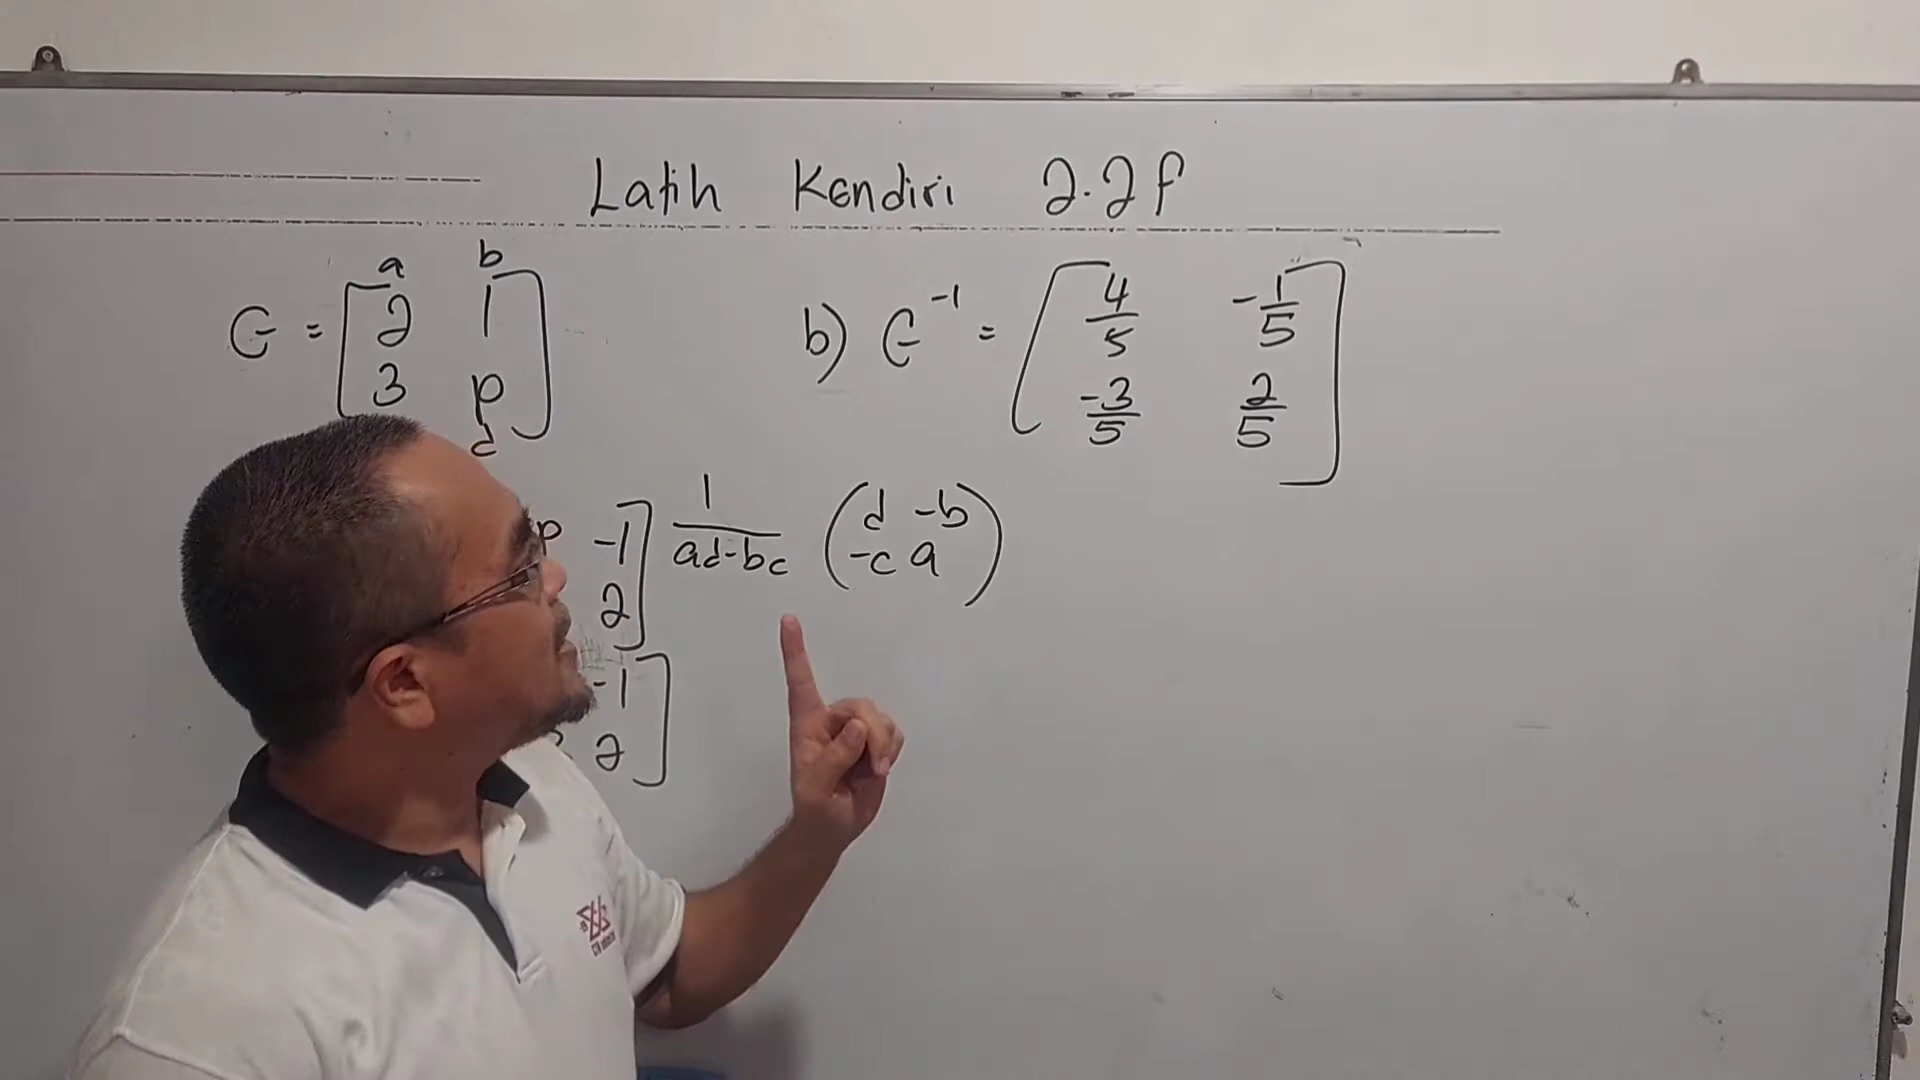 Latih Kendiri 2.2f
a b
G = [2 1
3 p]
d
b) G⁻¹ = [4/5 -1/5
-3/5 2/5]
p -1] 1/(ad-bc) (d -b
2] -c a)
-1]
2]